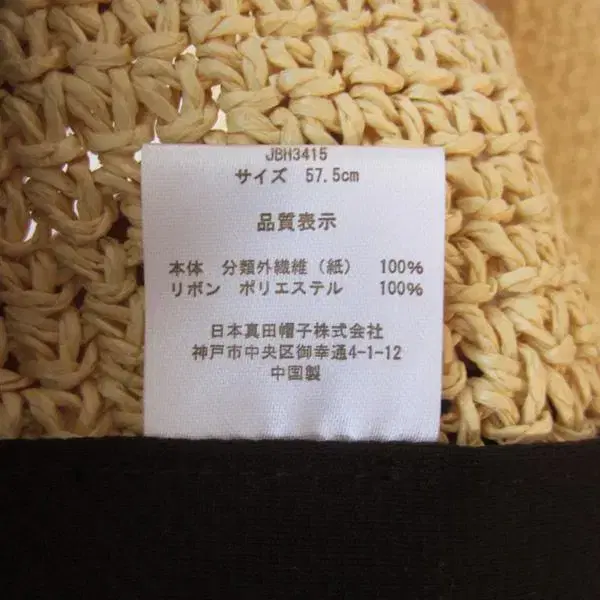 JBH3415
サイズ 57.5cm
品質表示
本体 分類外繊維(紙) 100%
リボン ポリエステル 100%
日本真田帽子株式会社
神戸市中央区御幸通4-1-12
中国製